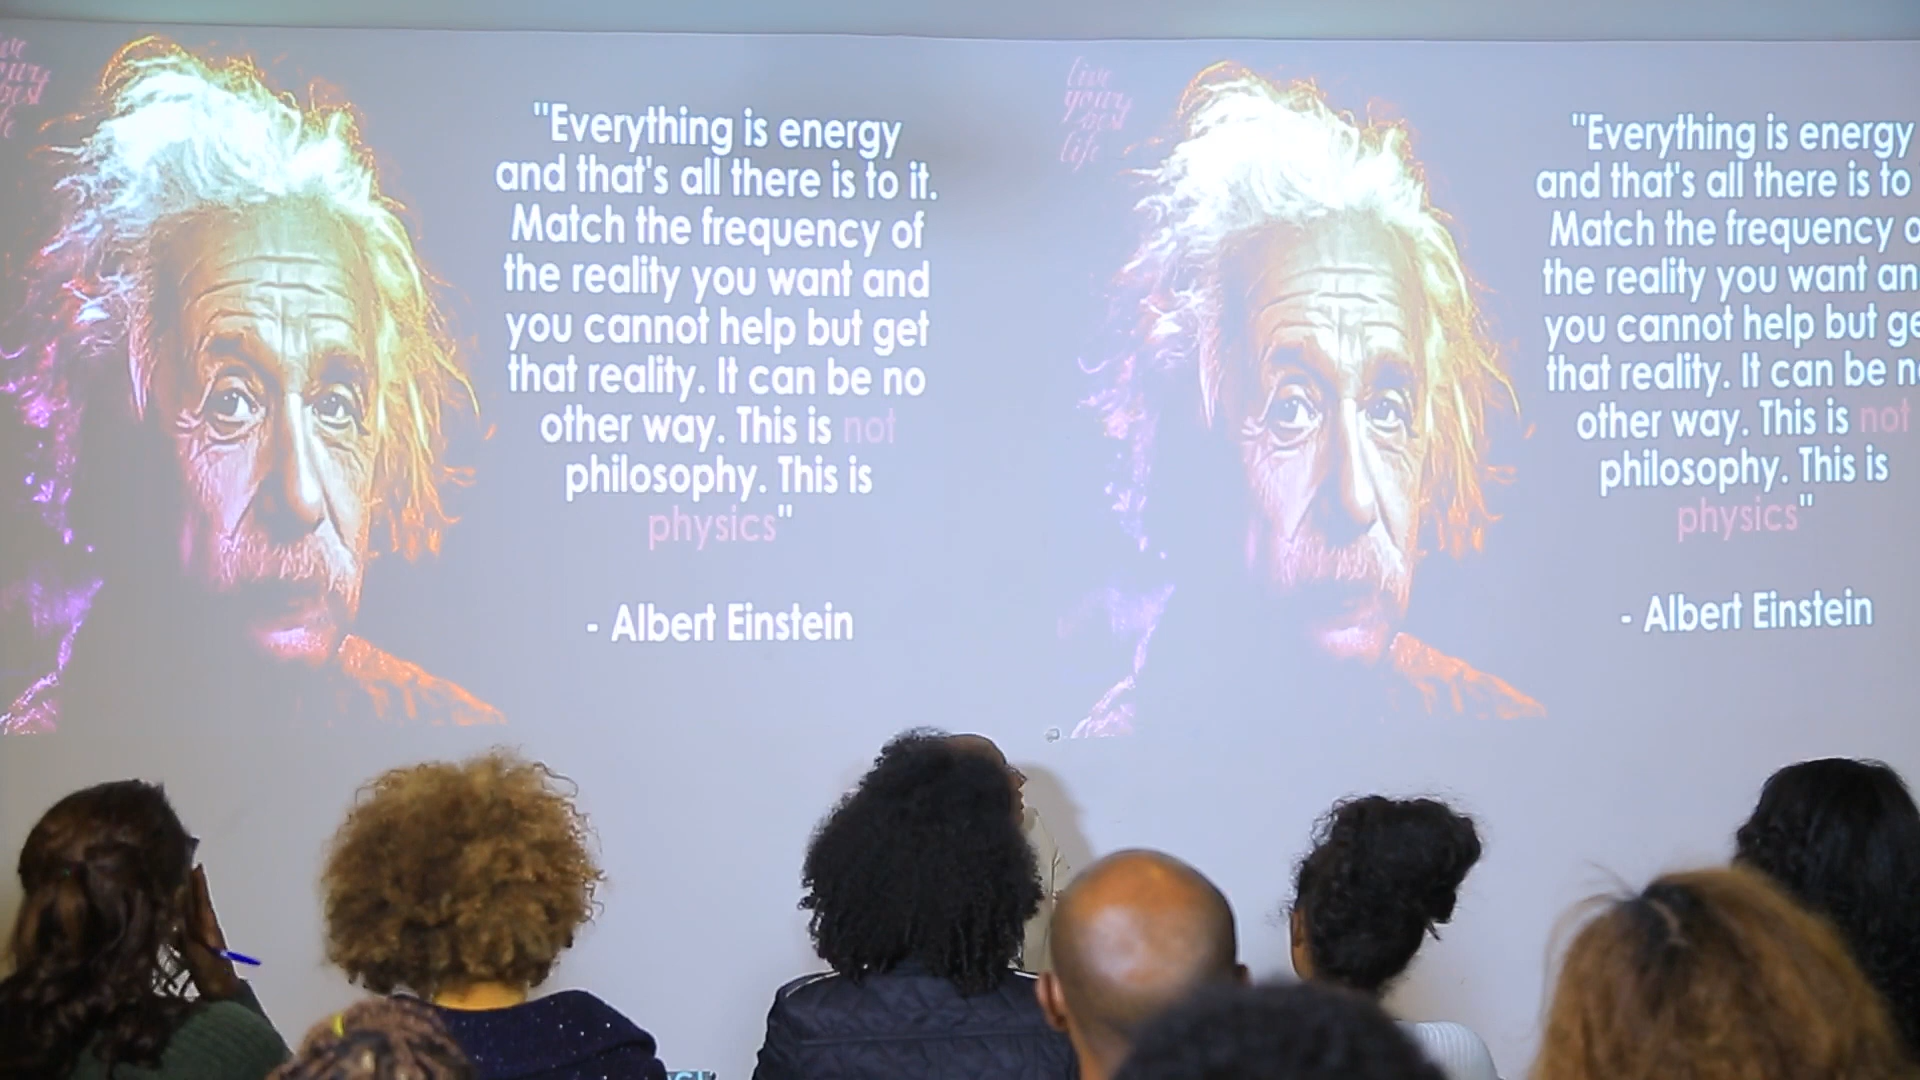 "Everything is energy
and that's all there is to it.
Match the frequency of
the reality you want and
you cannot help but get
that reality. It can be no
other way. This is not
philosophy. This is
physics"
- Albert Einstein
live
your
best
life
"Everything is energy
and that's all there is to
Match the frequency o
the reality you want an
you cannot help but ge
that reality. It can be n
other way. This is not
philosophy. This is
physics"
- Albert Einstein